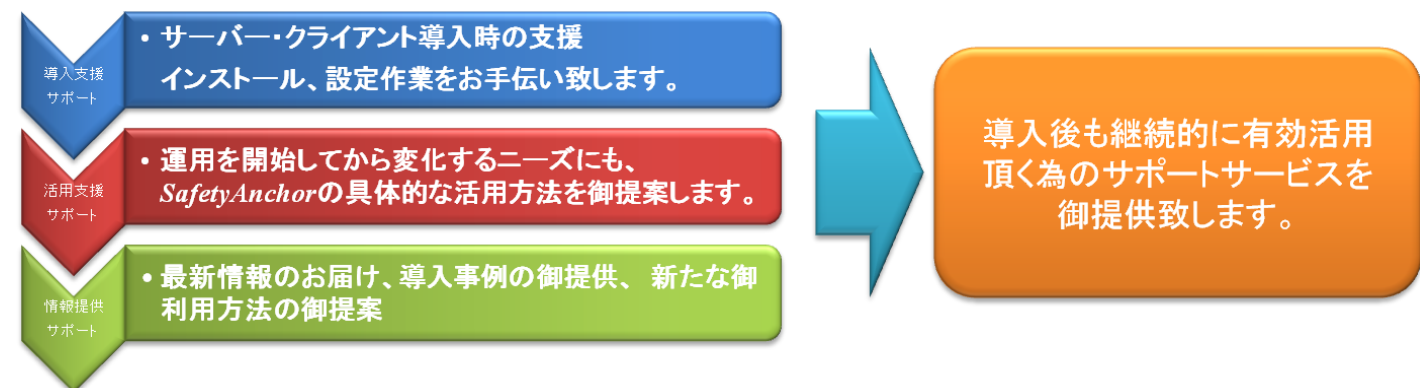 導入支援
サポート
・サーバー・クライアント導入時の支援
インストール、設定作業をお手伝い致します。
活用支援
サポート
・運用を開始してから変化するニーズにも、
SafetyAnchorの具体的な活用方法を御提案します。
情報提供
サポート
・最新情報のお届け、導入事例の御提供、 新たな御
利用方法の御提案
導入後も継続的に有効活用
頂く為のサポートサービスを
御提供致します。